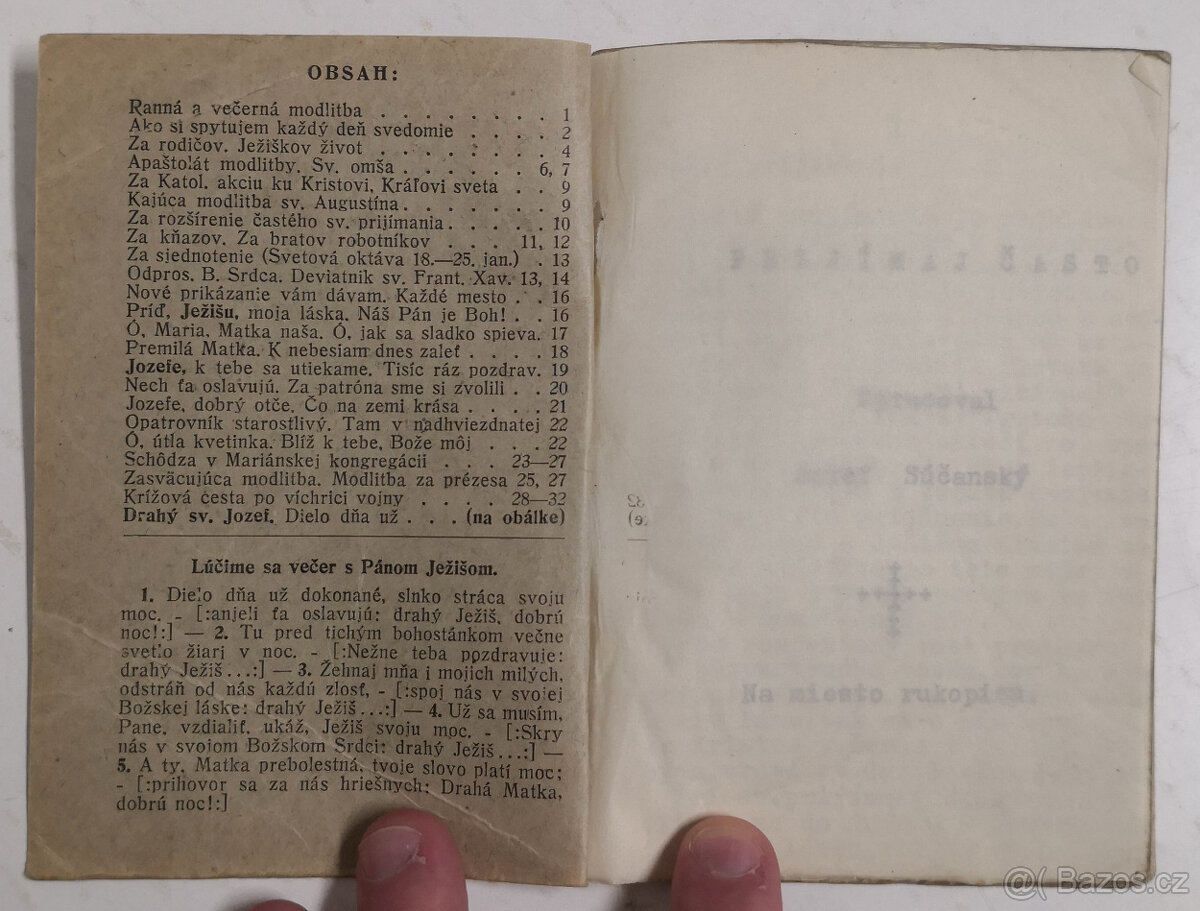 OBSAH:
Ranná a večerná modlitba . . . . . . . . 1
Ako si spytujem každý deň svedomie . . . . 2
Za rodičov. Ježiškov život . . . . . . . . 4
Apaštolát modlitby. Sv. omša . . . . . . 6, 7
Za Katol. akciu ku Kristovi, Kráľovi sveta . . 9
Kajúca modlitba sv. Augustína . . . . . . . 9
Za rozšírenie častého sv. prijímania . . . . . 10
Za kňazov. Za bratov robotníkov . . . 11, 12
Za sjednotenie (Svetová oktáva 18.—25. jan.) . 13
Odpros. B. Srdca. Deviatnik sv. Frant. Xav. 13, 14
Nové prikázanie vám dávam. Každé mesto . . 16
Príď, Ježišu, moja láska. Náš Pán je Boh! . . 16
Ó, Maria, Matka naša. Ó, jak sa sladko spieva. 17
Premilá Matka. K nebesiam dnes zaleť . . . . 18
Jozefe, k tebe sa utiekame. Tisíc ráz pozdrav. 19
Nech ťa oslavujú. Za patróna sme si zvolili . . 20
Jozefe, dobrý otče. Čo na zemi krása . . . . 21
Opatrovník starostlivý. Tam v nadhviezdnatej 22
Ó, útla kvetinka. Blíž k tebe, Bože môj . . . 22
Schôdza v Mariánskej kongregácii . . . 23—27
Zasväcujúca modlitba. Modlitba za prézesa 25, 27
Krížová cesta po víchrici vojny . . . . 28—32
Drahý sv. Jozef. Dielo dňa už . . . (na obálke)
Lúčime sa večer s Pánom Ježišom.
1. Dielo dňa už dokonané, slnko stráca svoju
moc. - [:anjeli ťa oslavujú: drahý Ježiš, dobrú
noc!:] — 2. Tu pred tichým bohostánkom večne
svetlo žiari v noc. - [:Nežne teba pozdravuje:
drahý Ježiš...:] — 3. Žehnaj mňa i mojich milých,
odstráň od nás každú zlosť, - [:spoj nás v svojej
Božskej láske: drahý Ježiš...:] — 4. Už sa musím,
Pane, vzdialiť, ukáž, Ježiš svoju moc. - [:Skry
nás v svojom Božskom Srdci: drahý Ježiš...:] —
5. A ty, Matka prebolestná, tvoje slovo platí moc;
- [:prihovor sa za nás hriešnych: Drahá Matka,
dobrú noc!:]
Súčanský
Na miesto rukopisu.
@( Bazos.cz